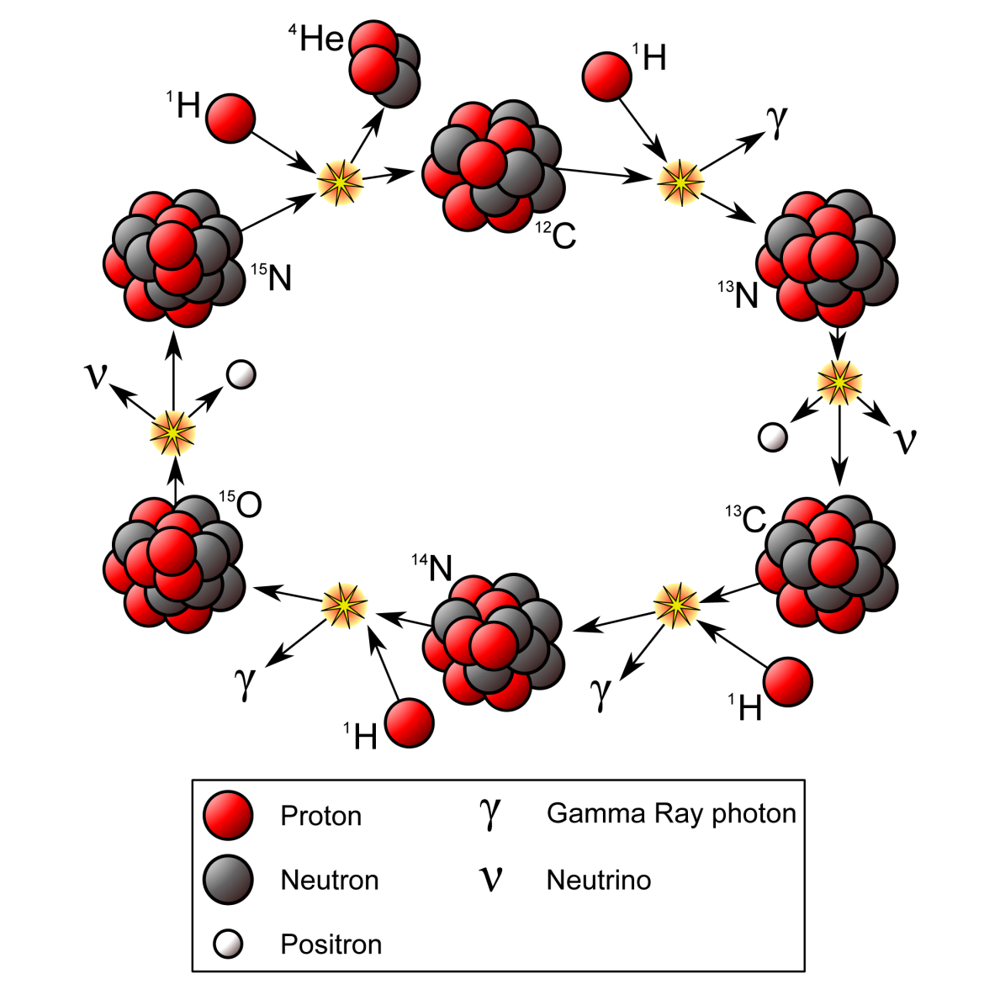 ⁴He
¹H
¹H
γ
¹²C
¹⁵N
¹³N
ν
ν
¹⁵O
¹³C
¹⁴N
γ
γ
¹H
¹H
Proton
γ Gamma Ray photon
Neutron
ν Neutrino
Positron